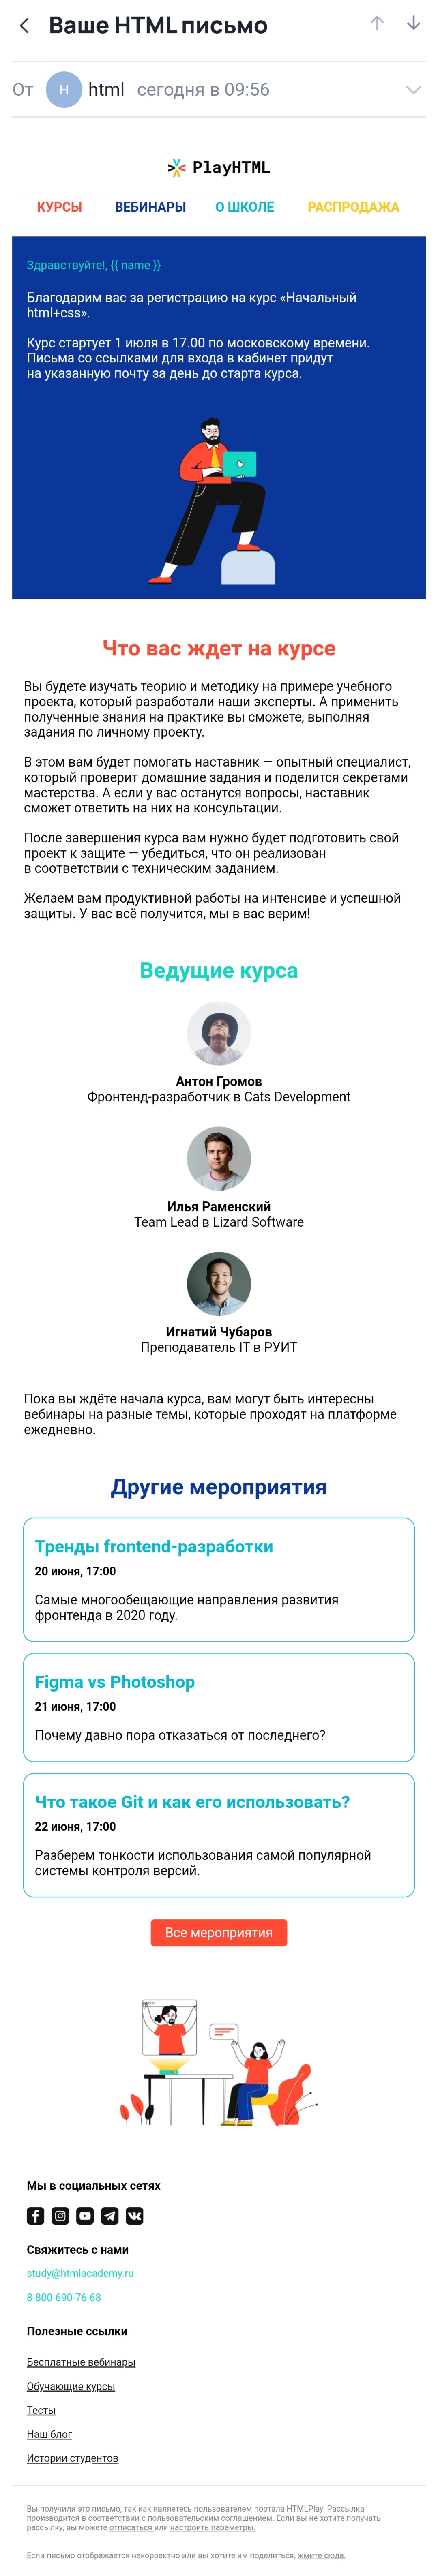 Ваше HTML письмо
От H html сегодня в 09:56
PlayHTML
КУРСЫ ВЕБИНАРЫ О ШКОЛЕ РАСПРОДАЖА
Здравствуйте!, {{ name }}
Благодарим вас за регистрацию на курс «Начальный
html+css».
Курс стартует 1 июля в 17.00 по московскому времени.
Письма со ссылками для входа в кабинет придут
на указанную почту за день до старта курса.
Что вас ждет на курсе
Вы будете изучать теорию и методику на примере учебного
проекта, который разработали наши эксперты. А применить
полученные знания на практике вы сможете, выполняя
задания по личному проекту.
В этом вам будет помогать наставник — опытный специалист,
который проверит домашние задания и поделится секретами
мастерства. А если у вас останутся вопросы, наставник
сможет ответить на них на консультации.
После завершения курса вам нужно будет подготовить свой
проект к защите — убедиться, что он реализован
в соответствии с техническим заданием.
Желаем вам продуктивной работы на интенсиве и успешной
защиты. У вас всё получится, мы в вас верим!
Ведущие курса
Антон Громов
Фронтенд-разработчик в Cats Development
Илья Раменский
Team Lead в Lizard Software
Игнатий Чубаров
Преподаватель IT в РУИТ
Пока вы ждёте начала курса, вам могут быть интересны
вебинары на разные темы, которые проходят на платформе
ежедневно.
Другие мероприятия
Тренды frontend-разработки
20 июня, 17:00
Самые многообещающие направления развития
фронтенда в 2020 году.
Figma vs Photoshop
21 июня, 17:00
Почему давно пора отказаться от последнего?
Что такое Git и как его использовать?
22 июня, 17:00
Разберем тонкости использования самой популярной
системы контроля версий.
Все мероприятия
Мы в социальных сетях
Свяжитесь с нами
study@htmlacademy.ru
8-800-690-76-68
Полезные ссылки
Бесплатные вебинары
Обучающие курсы
Тесты
Наш блог
Истории студентов
Вы получили это письмо, так как являетесь пользователем портала HTMLPlay. Рассылка
производится в соответствии с пользовательским соглашением. Если вы не хотите получать
рассылку, вы можете отписаться или настроить параметры.
Если письмо отображается некорректно или вы хотите им поделиться, жмите сюда.